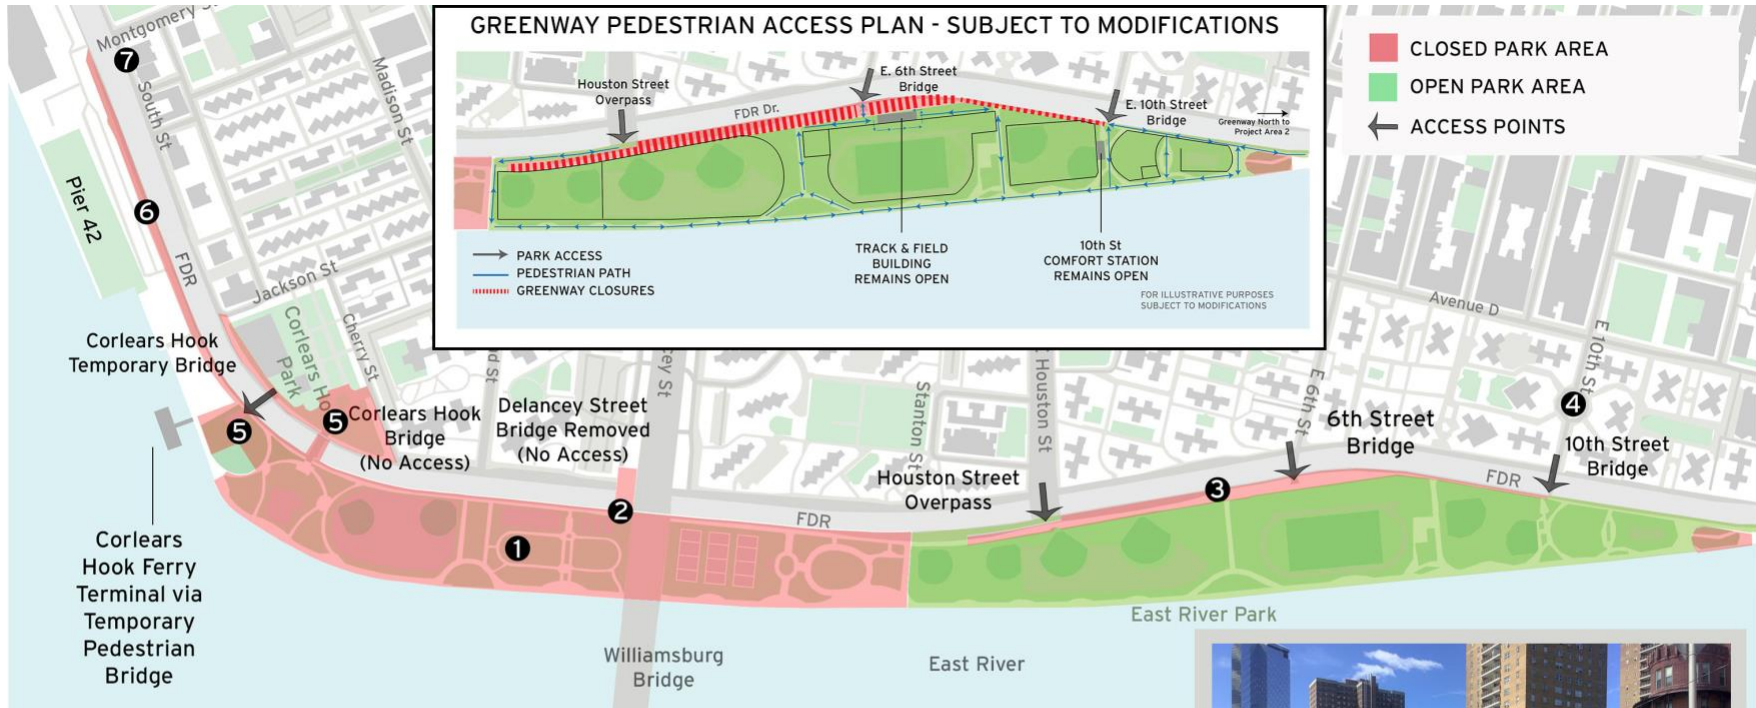 GREENWAY PEDESTRIAN ACCESS PLAN - SUBJECT TO MODIFICATIONS
Houston Street
Overpass
FDR Dr.
E. 6th Street
Bridge
E. 10th Street
Bridge
Greenway North to
Project Area 2
PARK ACCESS
PEDESTRIAN PATH
GREENWAY CLOSURES
TRACK & FIELD
BUILDING
REMAINS OPEN
10th St
COMFORT STATION
REMAINS OPEN
FOR ILLUSTRATIVE PURPOSES
SUBJECT TO MODIFICATIONS
CLOSED PARK AREA
OPEN PARK AREA
ACCESS POINTS
Montgomery S
7
South St
Madison St
Pier 42
6
FDR
Jackson St
Cherry St
Corlears Ho
Park
Corlears Hook
Temporary Bridge
5
5
Corlears Hook
Bridge
(No Access)
Delancey Street
Bridge Removed
(No Access)
d St
cey St
Stanton St
Houston St
E 6th St
E 10th St
Avenue D
4
6th Street
Bridge
10th Street
Bridge
Houston Street
Overpass
3
FDR
2
FDR
1
Corlears
Hook Ferry
Terminal via
Temporary
Pedestrian
Bridge
East River Park
Williamsburg
Bridge
East River